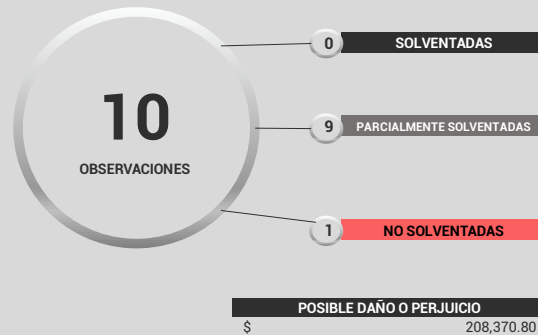 10
OBSERVACIONES
0 SOLVENTADAS
9 PARCIALMENTE SOLVENTADAS
1 NO SOLVENTADAS
POSIBLE DAÑO O PERJUICIO
$ 208,370.80